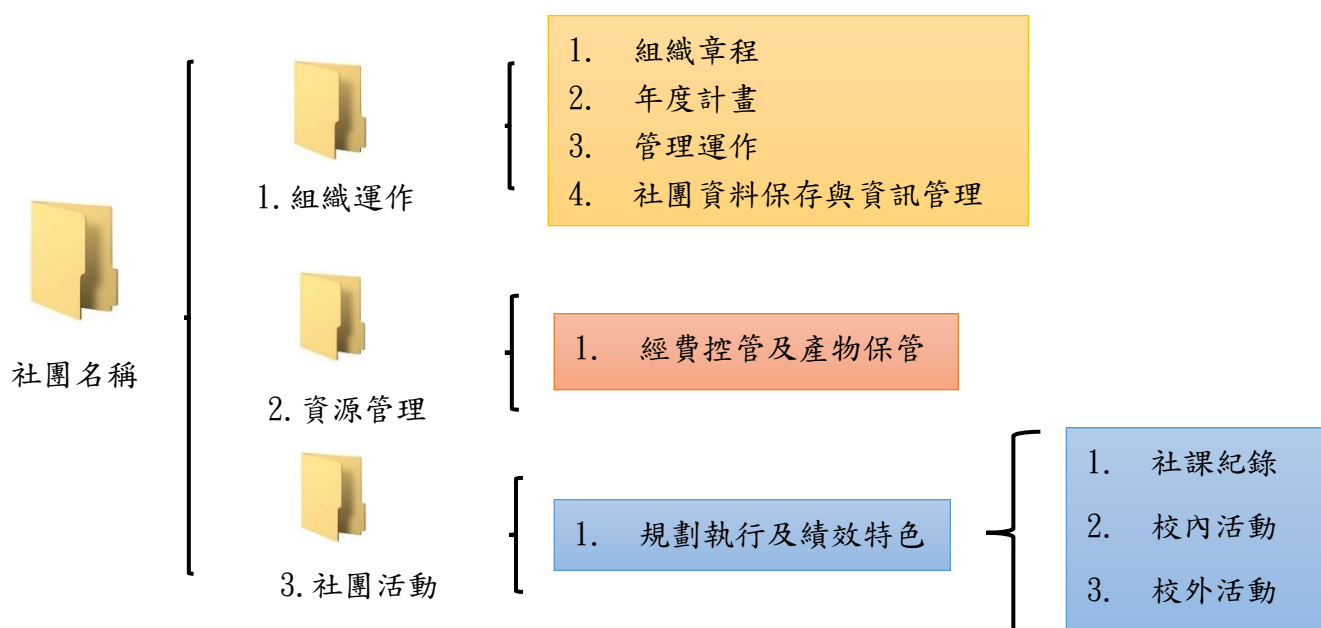 社團名稱
1.組織運作
1. 組織章程
2. 年度計畫
3. 管理運作
4. 社團資料保存與資訊管理
2.資源管理
1. 經費控管及產物保管
3.社團活動
1. 規劃執行及績效特色
1. 社課紀錄
2. 校內活動
3. 校外活動